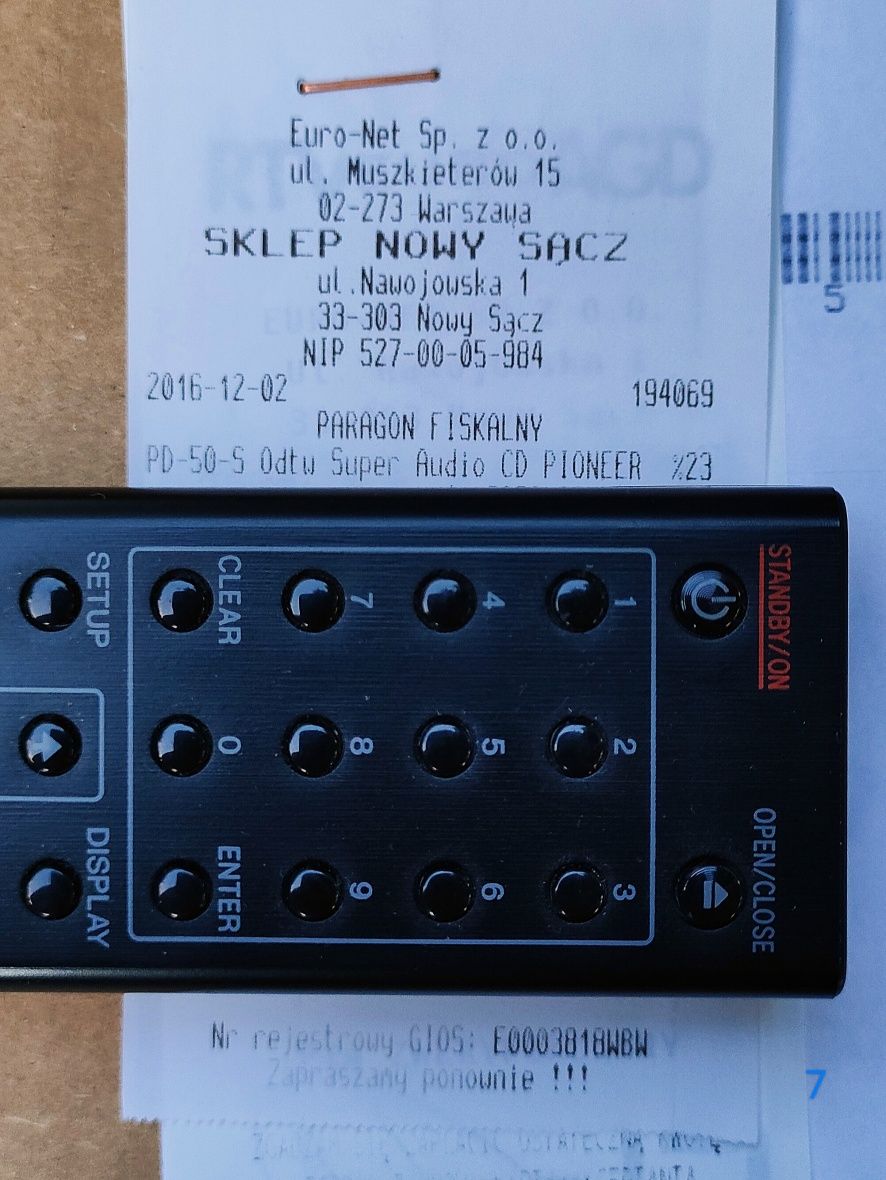 Euro-Net Sp. z o.o.
ul. Muszkieterów 15
02-273 Warszawa
SKLEP NOWY SĄCZ
ul.Nawojowska 1
33-303 Nowy Sącz
NIP 527-00-05-984
2016-12-02 194069
PARAGON FISKALNY
PD-50-S Odtw Super Audio CD PIONEER %23
5
STANDBY/ON
OPEN/CLOSE
1
2
3
4
5
6
7
8
9
CLEAR
0
ENTER
SETUP
DISPLAY
Nr rejestrowy GIOS: E0003818WBW
Zapraszamy ponownie !!!
7